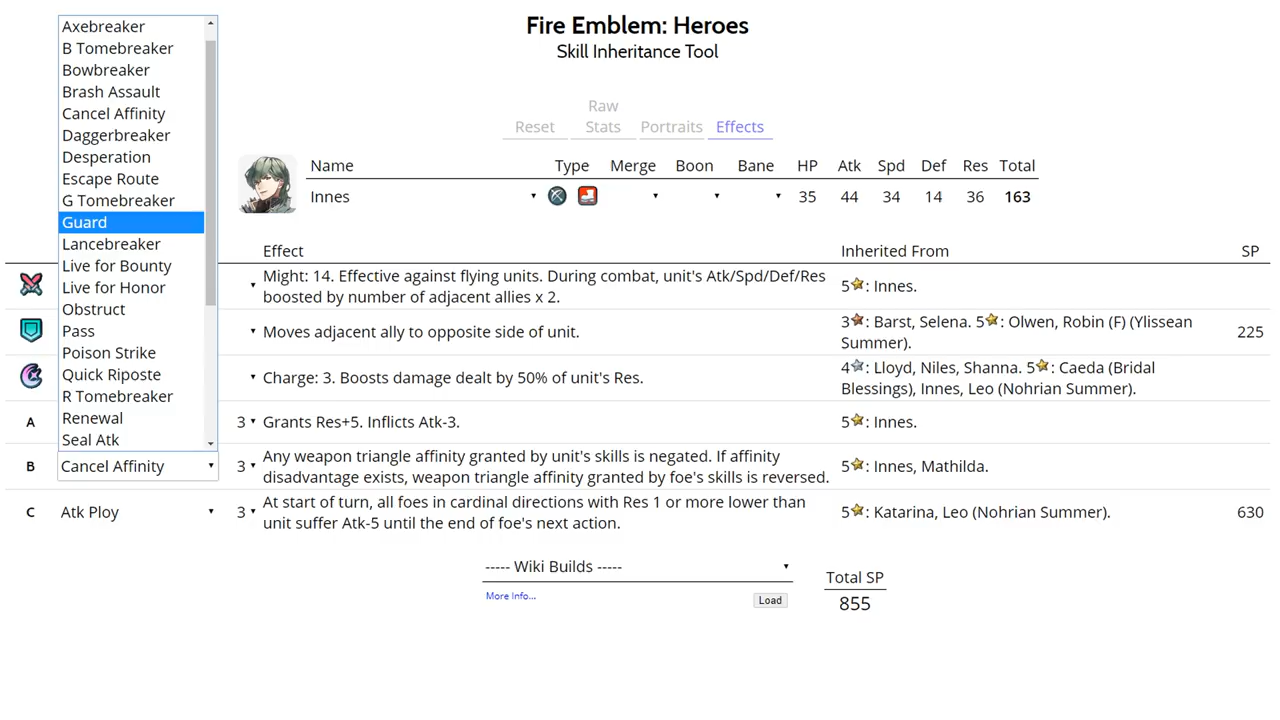 Fire Emblem: Heroes
Skill Inheritance Tool
Reset
Raw
Stats
Portraits
Effects
Name
Type
Merge
Boon
Bane
HP
Atk
Spd
Def
Res
Total
Innes
35
44
34
14
36
163
Axebreaker
B Tomebreaker
Bowbreaker
Brash Assault
Cancel Affinity
Daggerbreaker
Desperation
Escape Route
G Tomebreaker
Guard
Lancebreaker
Live for Bounty
Live for Honor
Obstruct
Pass
Poison Strike
Quick Riposte
R Tomebreaker
Renewal
Seal Atk
Effect
Inherited From
SP
Might: 14. Effective against flying units. During combat, unit's Atk/Spd/Def/Res
boosted by number of adjacent allies x 2.
5: Innes.
Moves adjacent ally to opposite side of unit.
3: Barst, Selena. 5: Olwen, Robin (F) (Ylissean
Summer).
225
Charge: 3. Boosts damage dealt by 50% of unit's Res.
4: Lloyd, Niles, Shanna. 5: Caeda (Bridal
Blessings), Innes, Leo (Nohrian Summer).
A
3
Grants Res+5. Inflicts Atk-3.
5: Innes.
B
Cancel Affinity
3
Any weapon triangle affinity granted by unit's skills is negated. If affinity
disadvantage exists, weapon triangle affinity granted by foe's skills is reversed.
5: Innes, Mathilda.
C
Atk Ploy
3
At start of turn, all foes in cardinal directions with Res 1 or more lower than
unit suffer Atk-5 until the end of foe's next action.
5: Katarina, Leo (Nohrian Summer).
630
----- Wiki Builds -----
More Info...
Load
Total SP
855